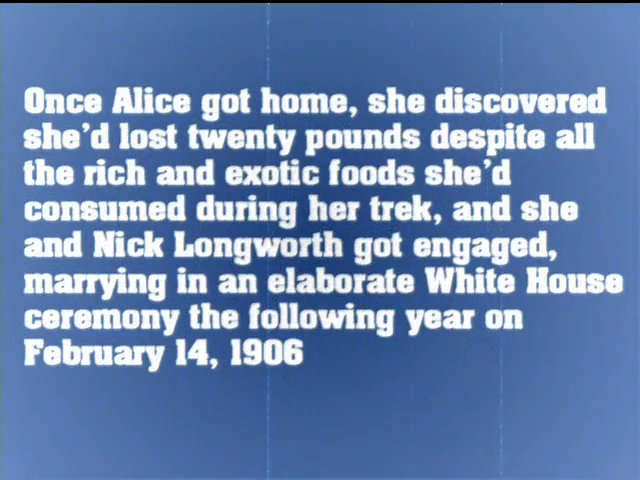 Once Alice got home, she discovered
she'd lost twenty pounds despite all
the rich and exotic foods she'd
consumed during her trek, and she
and Nick Longworth got engaged,
marrying in an elaborate White House
ceremony the following year on
February 14, 1906